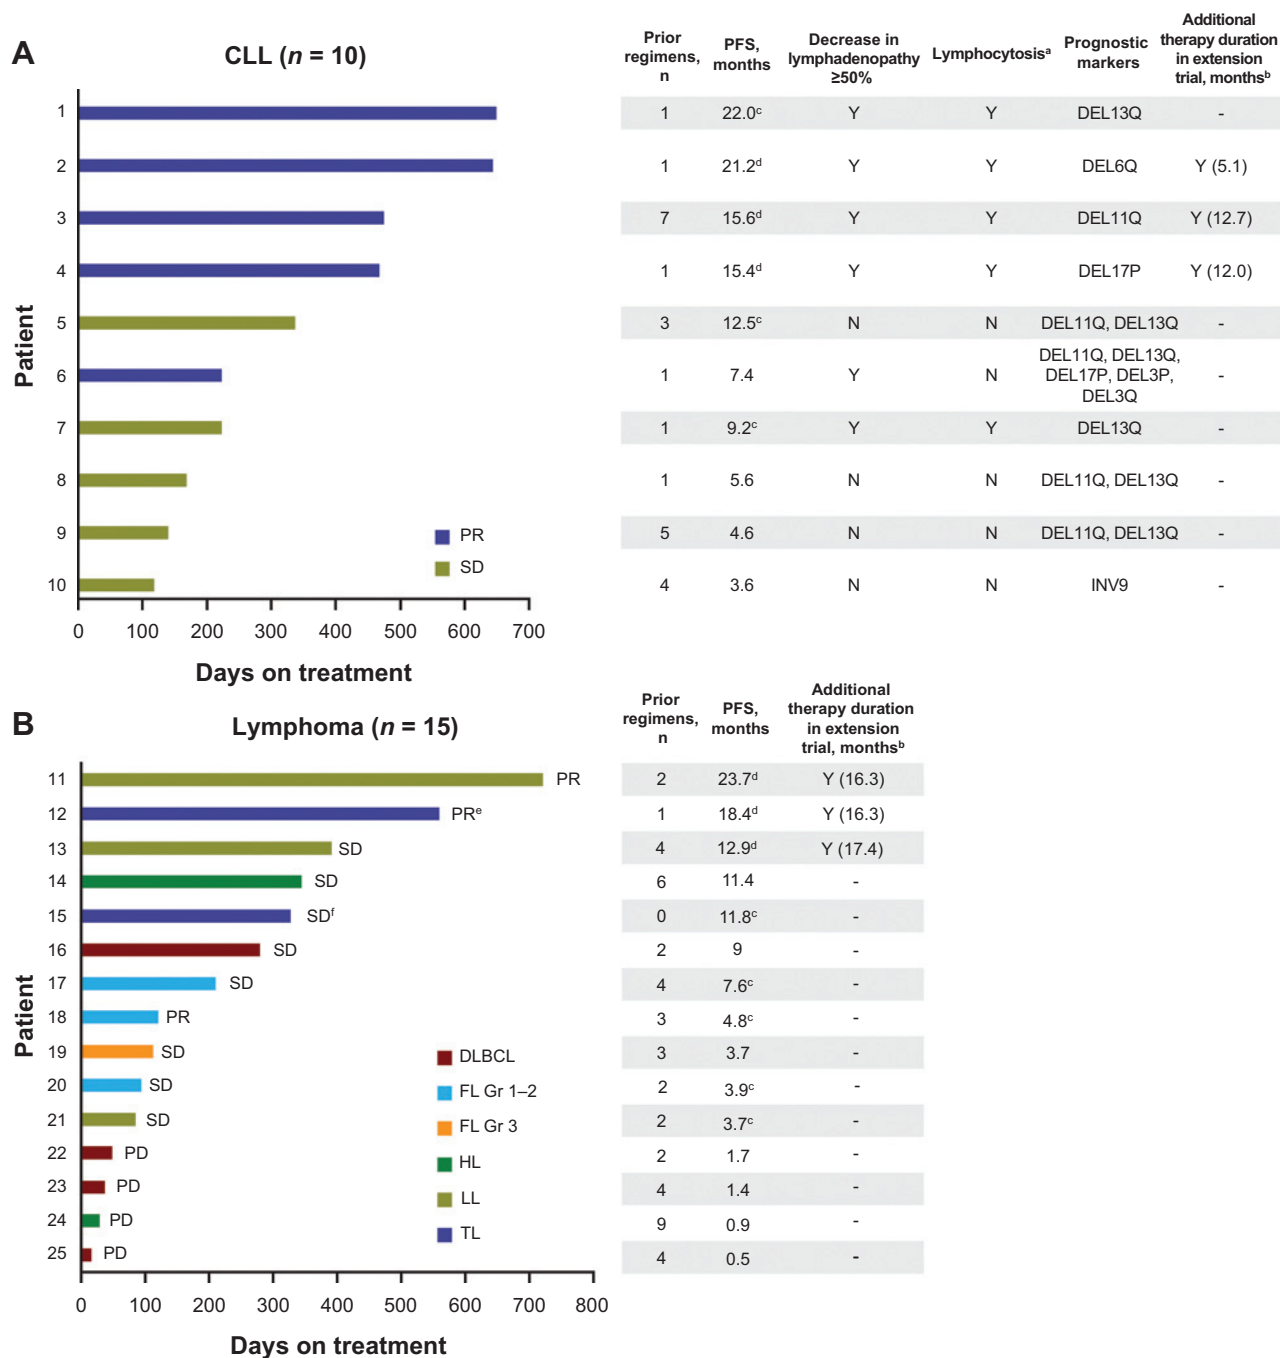 A
CLL (n = 10)
Prior regimens, n
PFS, months
Decrease in lymphadenopathy ≥50%
Lymphocytosisᵃ
Prognostic markers
Additional therapy duration in extension trial, monthsᵇ
Patient
1 1 22.0ᶜ Y Y DEL13Q -
2 1 21.2ᵈ Y Y DEL6Q Y (5.1)
3 7 15.6ᵈ Y Y DEL11Q Y (12.7)
4 1 15.4ᵈ Y Y DEL17P Y (12.0)
5 3 12.5ᶜ N N DEL11Q, DEL13Q -
6 1 7.4 Y N DEL11Q, DEL13Q, DEL17P, DEL3P, DEL3Q -
7 1 9.2ᶜ Y Y DEL13Q -
8 1 5.6 N N DEL11Q, DEL13Q -
9 5 4.6 N N DEL11Q, DEL13Q -
10 4 3.6 N N INV9 -
PR
SD
0 100 200 300 400 500 600 700
Days on treatment
B
Lymphoma (n = 15)
Prior regimens, n
PFS, months
Additional therapy duration in extension trial, monthsᵇ
Patient
11 PR 2 23.7ᵈ Y (16.3)
12 PRᵉ 1 18.4ᵈ Y (16.3)
13 SD 4 12.9ᵈ Y (17.4)
14 SD 6 11.4 -
15 SDᶠ 0 11.8ᶜ -
16 SD 2 9 -
17 SD 4 7.6ᶜ -
18 PR 3 4.8ᶜ -
19 SD 3 3.7 -
20 SD 2 3.9ᶜ -
21 SD 2 3.7ᶜ -
22 PD 2 1.7 -
23 PD 4 1.4 -
24 PD 9 0.9 -
25 PD 4 0.5 -
DLBCL
FL Gr 1–2
FL Gr 3
HL
LL
TL
0 100 200 300 400 500 600 700 800
Days on treatment